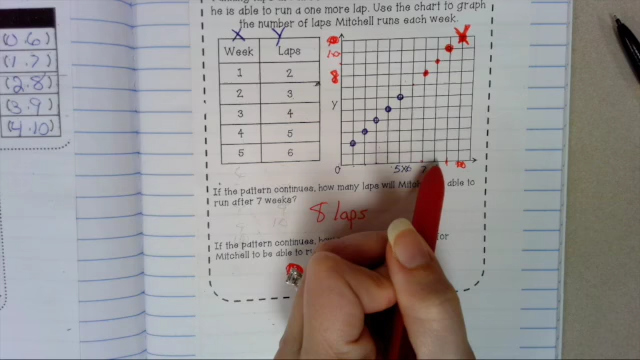 he is able to run a one more lap. Use the chart to graph
the number of laps Mitchell runs each week.
X Y
Week Laps
1 2
2 3
3 4
4 5
5 6
(0,6)
(1,7)
(2,8)
(3,9)
(4,10)
10
8
y
0
5
10
If the pattern continues, how many laps will able to
run after 7 weeks?
8 laps
If the pattern continues, for
Mitchell to be able to